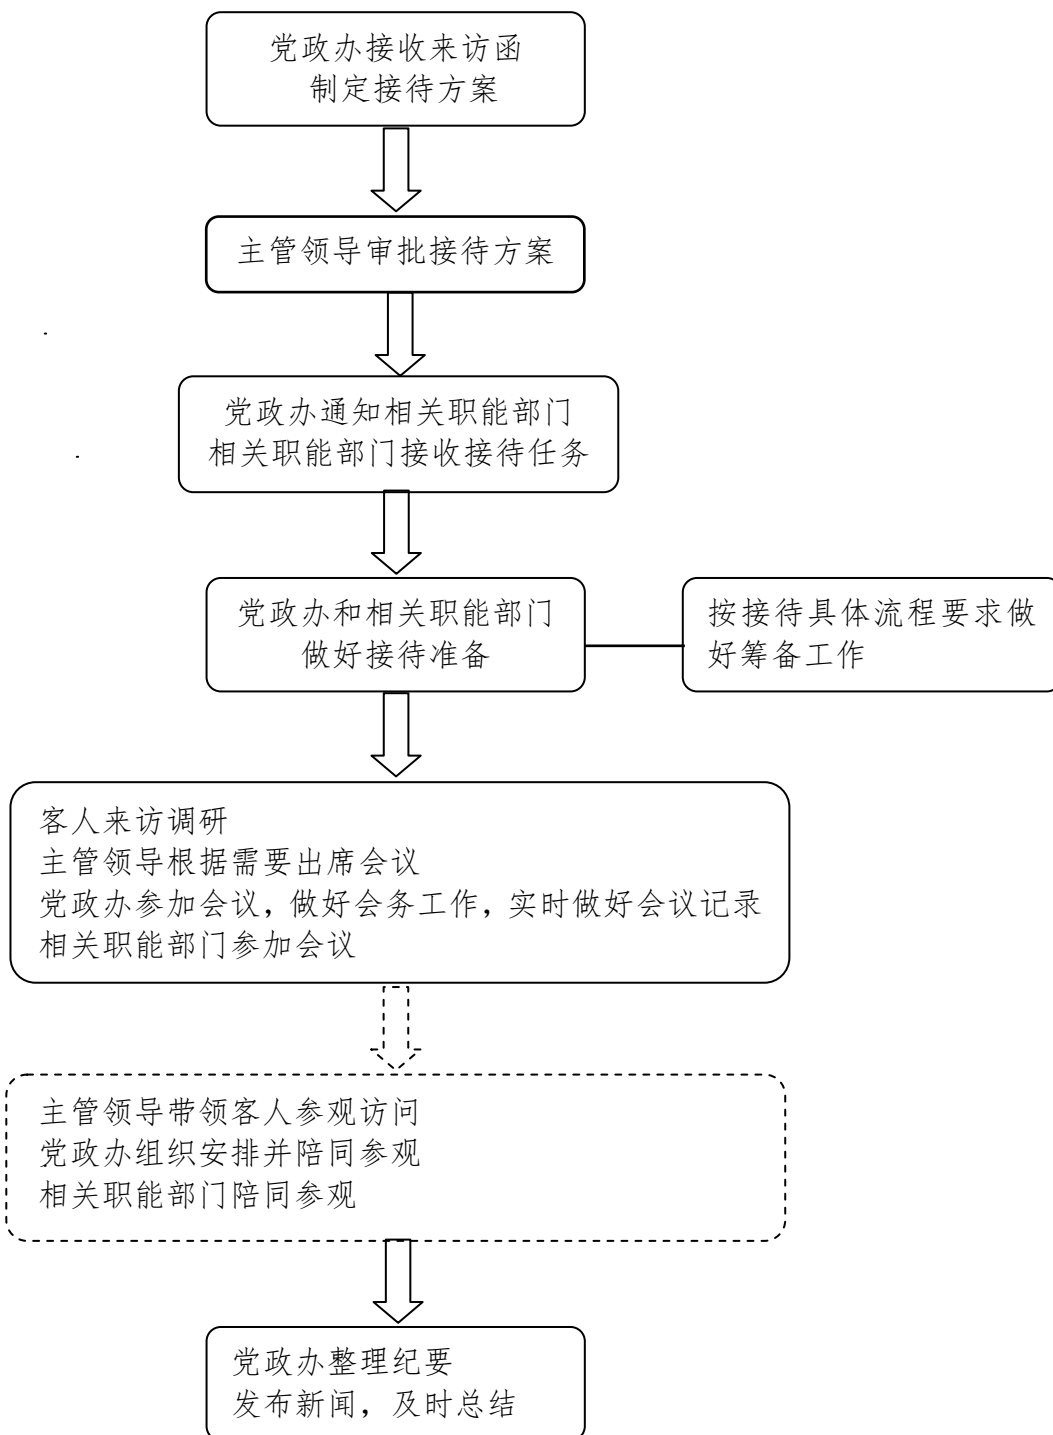 党政办接收来访函
制定接待方案
主管领导审批接待方案
党政办通知相关职能部门
相关职能部门接收接待任务
党政办和相关职能部门
做好接待准备
按接待具体流程要求做
好筹备工作
客人来访调研
主管领导根据需要出席会议
党政办参加会议，做好会务工作，实时做好会议记录
相关职能部门参加会议
主管领导带领客人参观访问
党政办组织安排并陪同参观
相关职能部门陪同参观
党政办整理纪要
发布新闻，及时总结